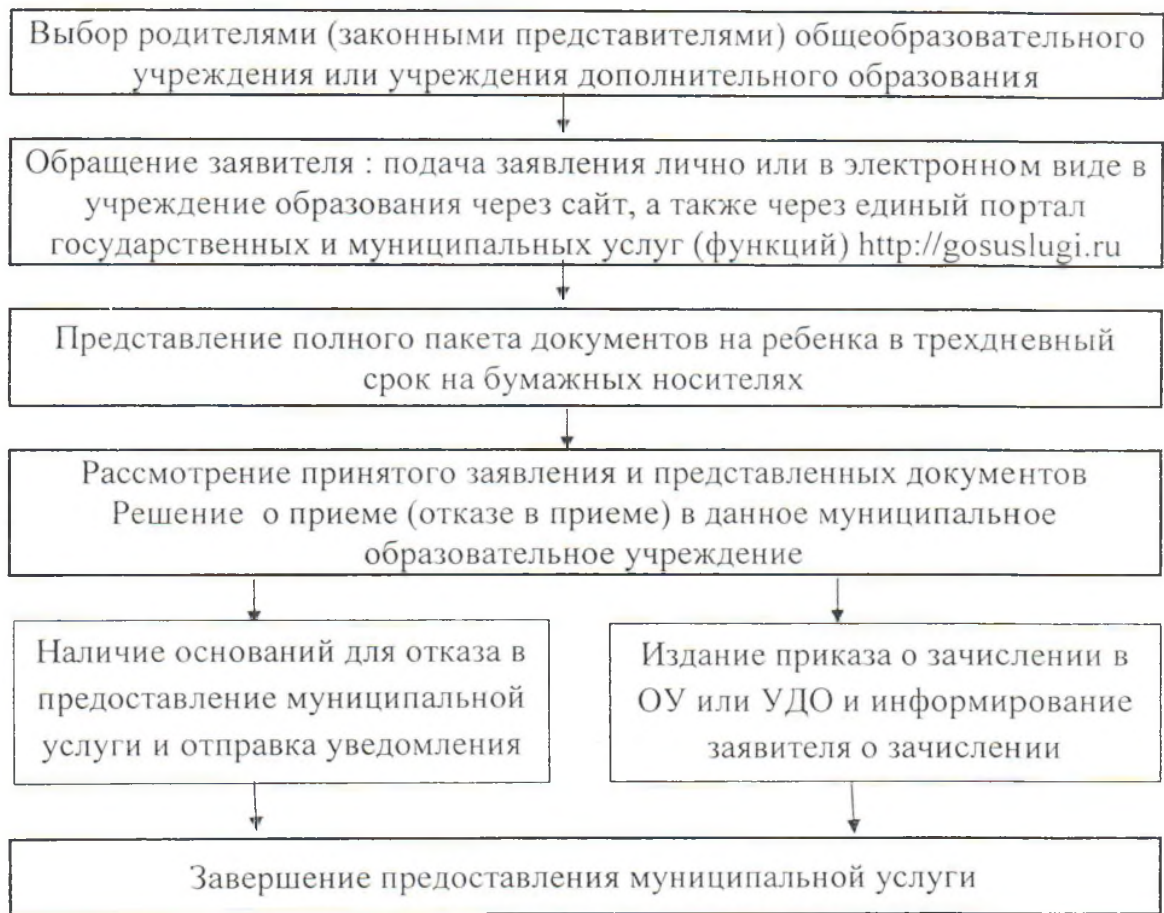 Выбор родителями (законными представителями) общеобразовательного
учреждения или учреждения дополнительного образования
Обращение заявителя : подача заявления лично или в электронном виде в
учреждение образования через сайт, а также через единый портал
государственных и муниципальных услуг (функций) http://gosuslugi.ru
Представление полного пакета документов на ребенка в трехдневный
срок на бумажных носителях
Рассмотрение принятого заявления и представленных документов
Решение о приеме (отказе в приеме) в данное муниципальное
образовательное учреждение
Наличие оснований для отказа в
предоставление муниципальной
услуги и отправка уведомления
Издание приказа о зачислении в
ОУ или УДО и информирование
заявителя о зачислении
Завершение предоставления муниципальной услуги